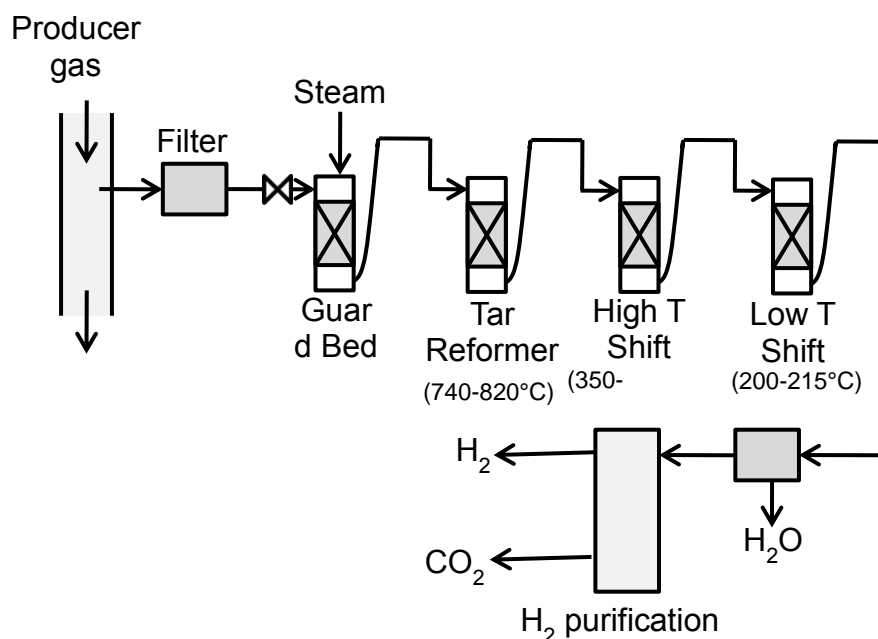 Producer
gas
Steam
Filter
Guar
d Bed
Tar
Reformer
(740-820°C)
High T
Shift
(350-
Low T
Shift
(200-215°C)
H₂
H₂O
CO₂
H₂ purification